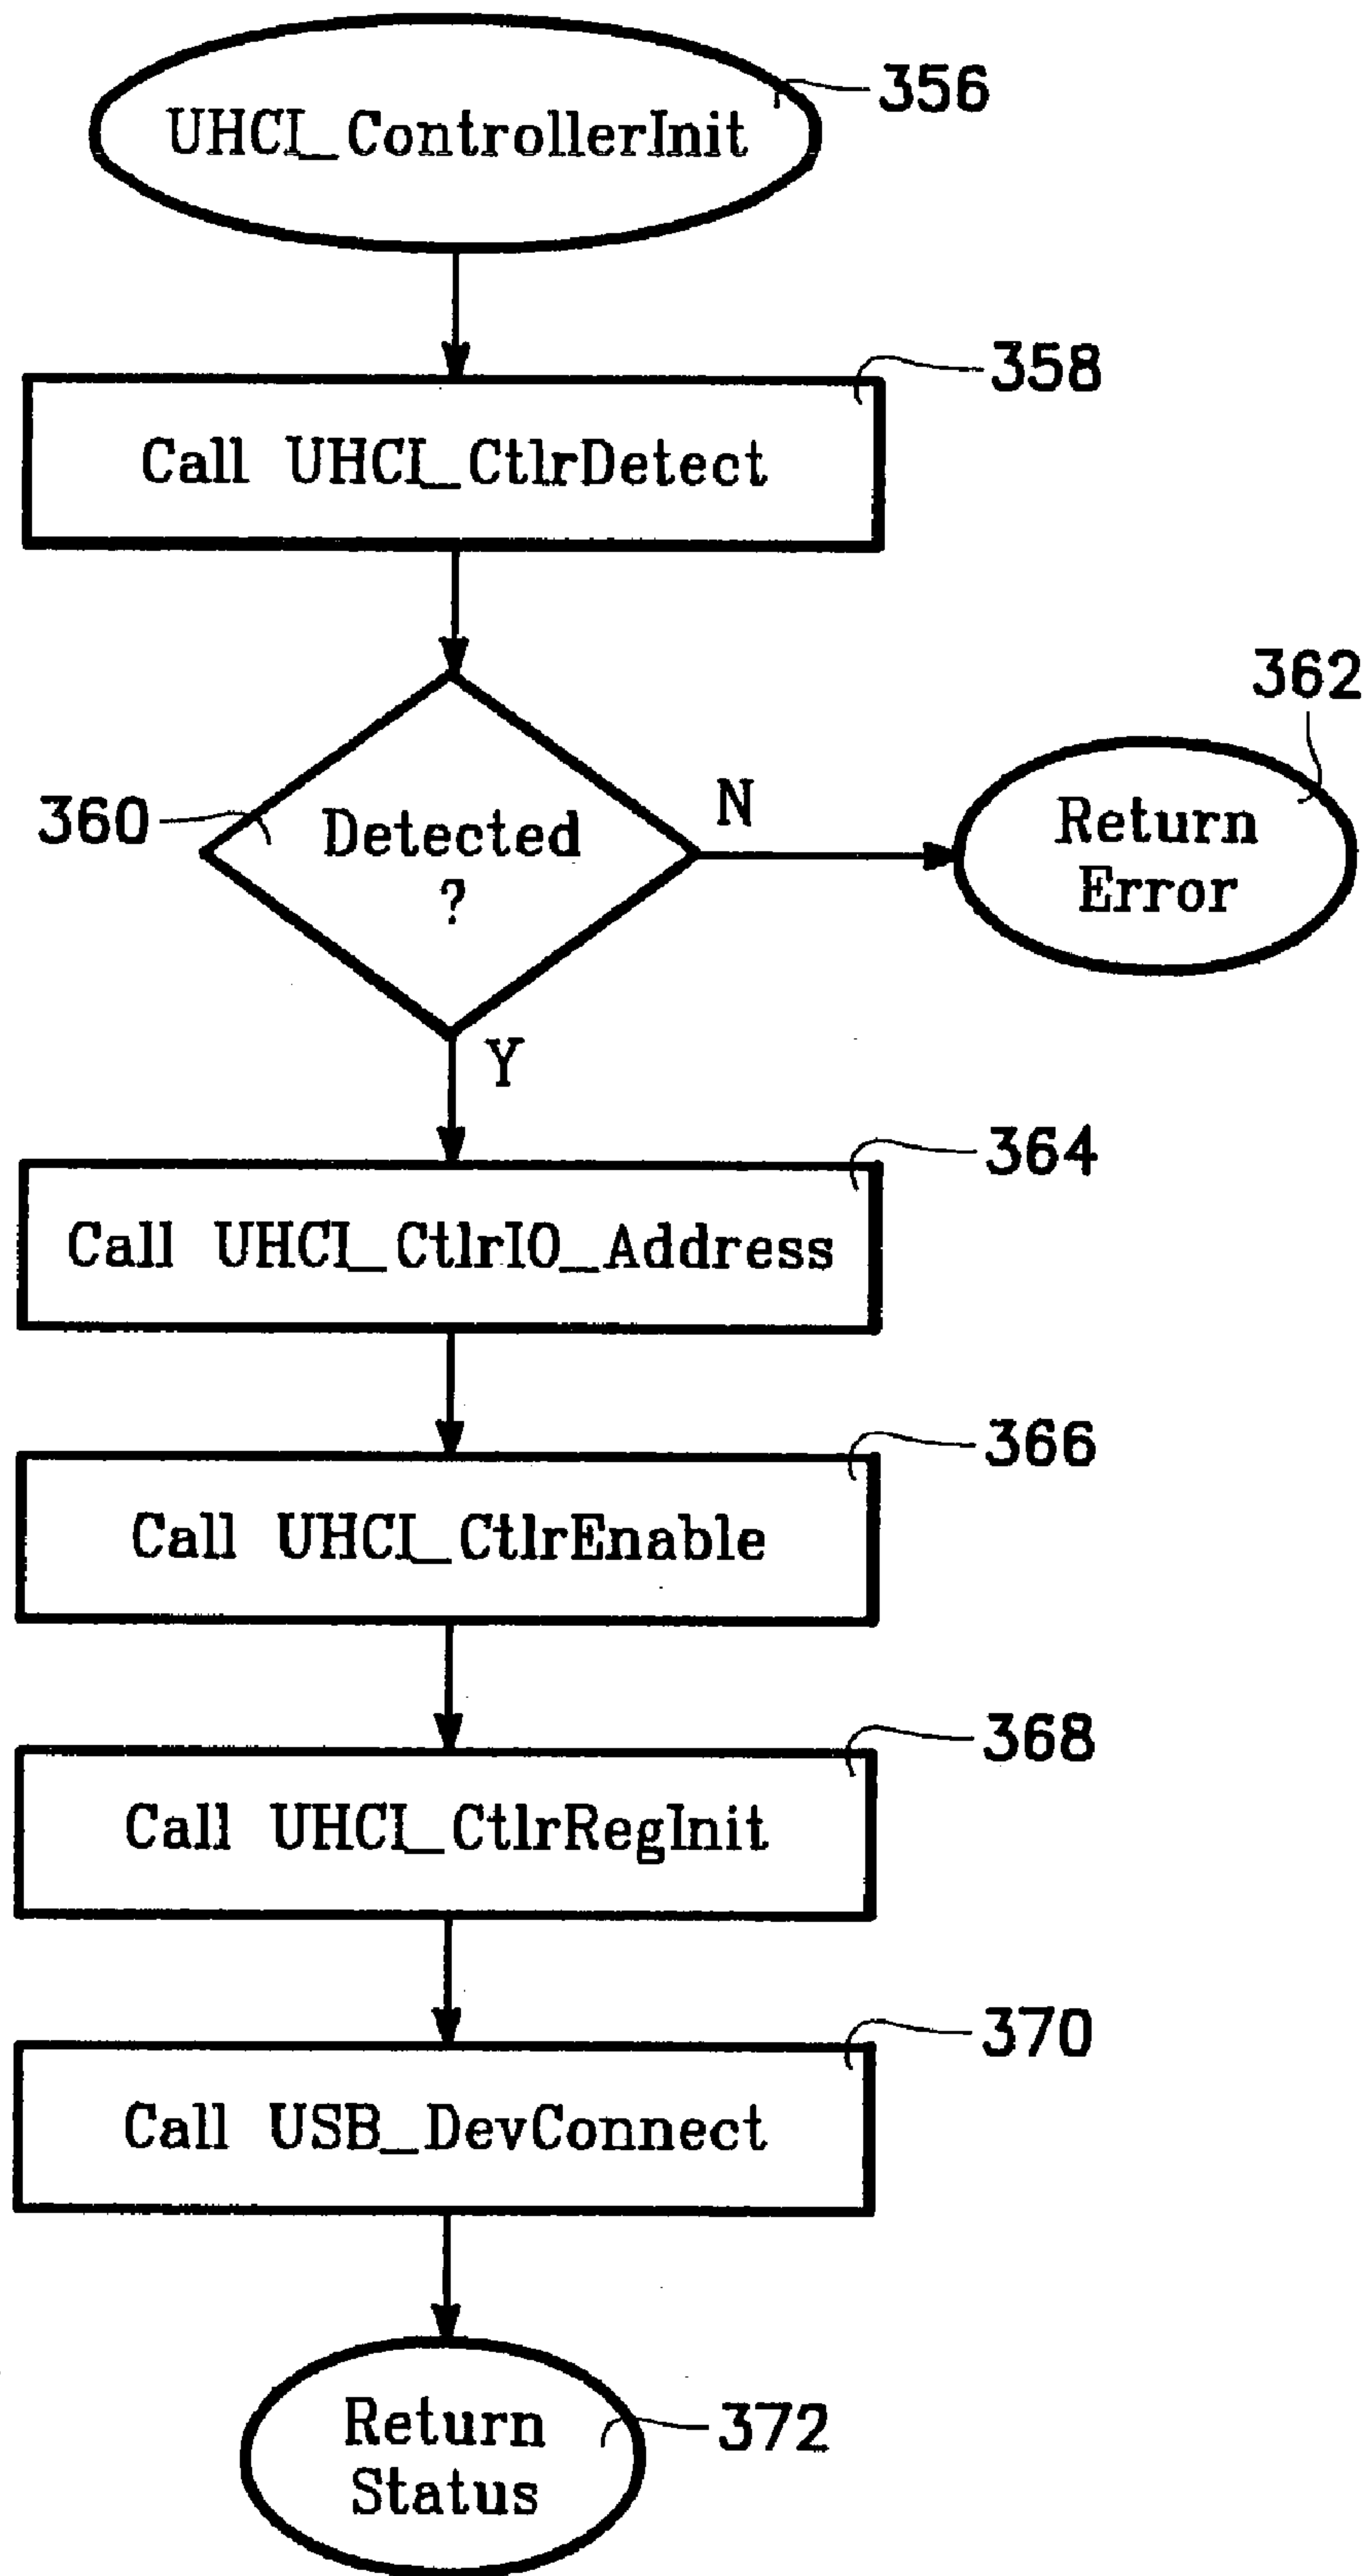 UHCI_ControllerInit
356
358
Call UHCI_CtlrDetect
362
360
Detected
?
N
Return
Error
Y
364
Call UHCI_CtlrIO_Address
366
Call UHCI_CtlrEnable
368
Call UHCI_CtlrRegInit
370
Call USB_DevConnect
Return
Status
372